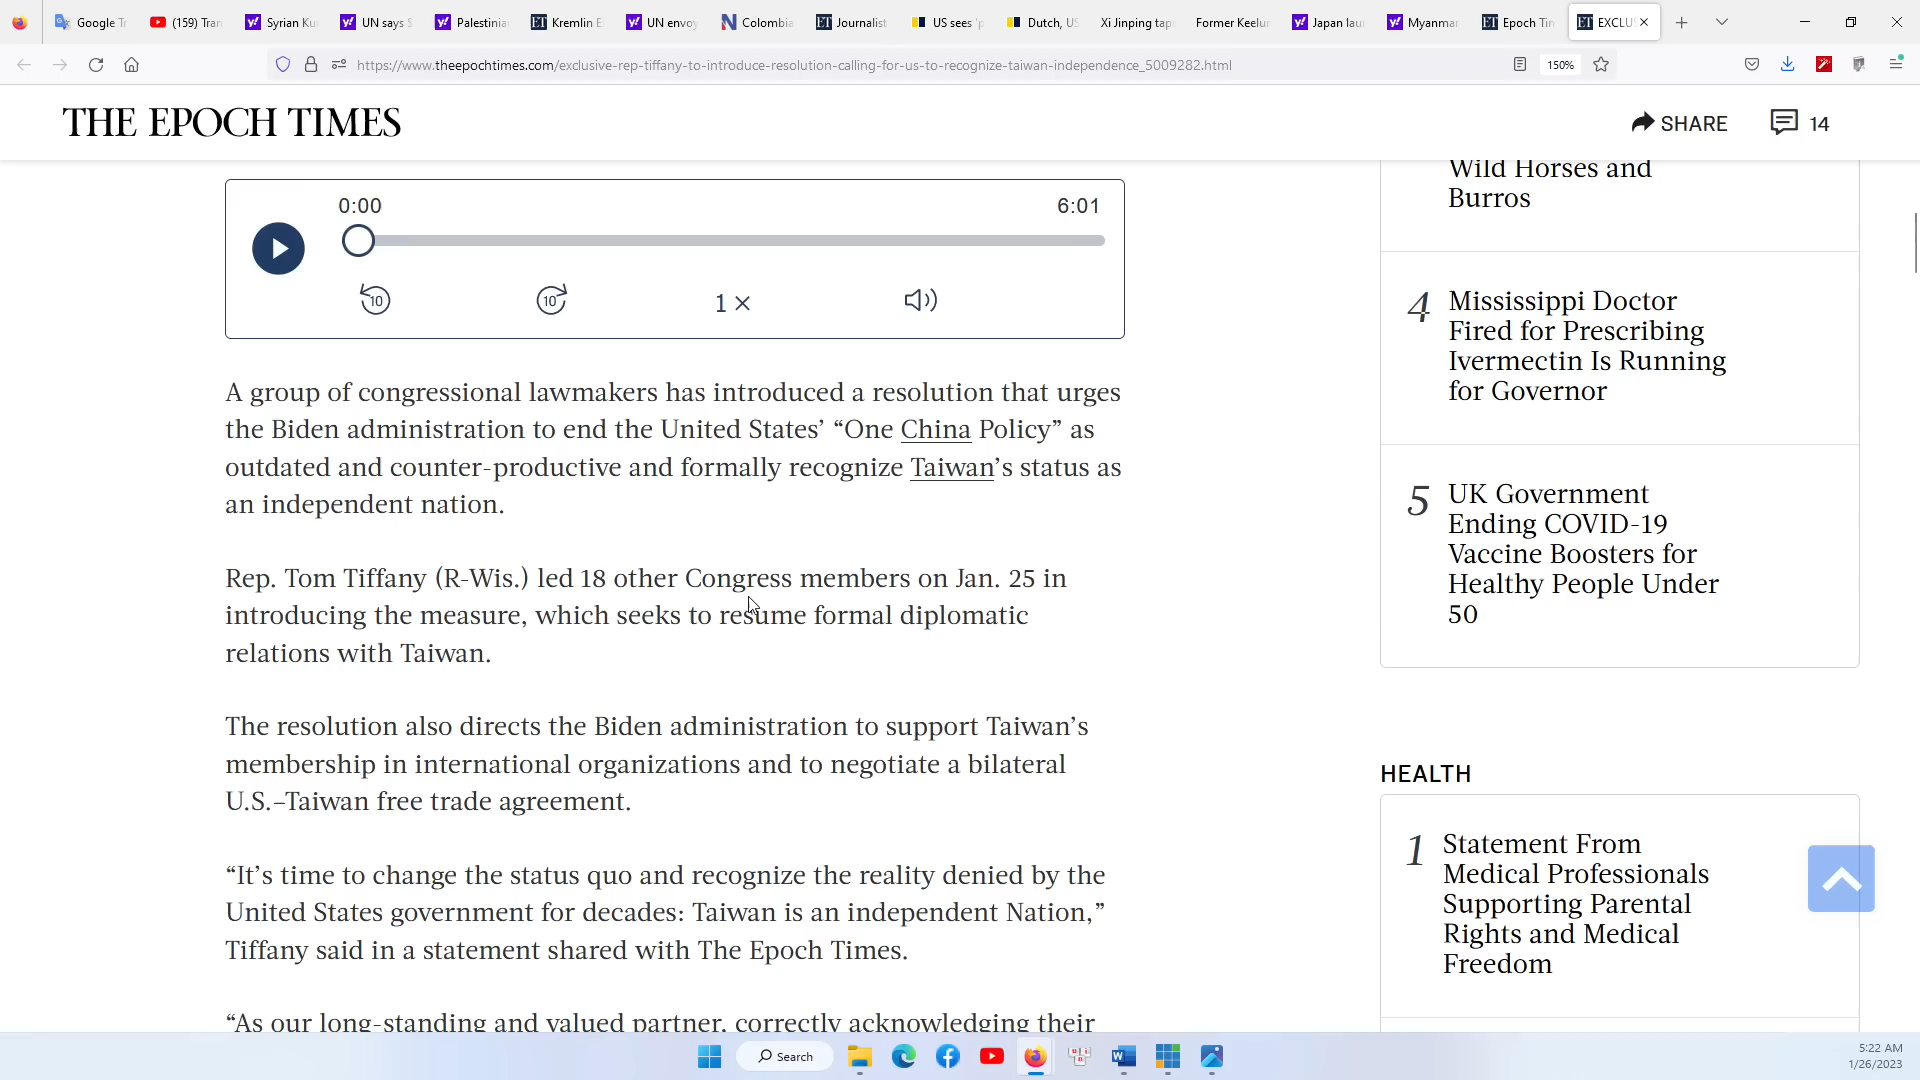 Google Tr
(159) Tran
Syrian Ku
UN says S
Palestinia
Kremlin E
UN envoy
Colombia
Journalist
US sees 'p
Dutch, US
Xi Jinping tap
Former Keelun
Japan lau
Myanmar
Epoch Tim
EXCLUS
https://www.theepochtimes.com/exclusive-rep-tiffany-to-introduce-resolution-calling-for-us-to-recognize-taiwan-independence_5009282.html
150%
THE EPOCH TIMES
SHARE
14
0:00
6:01
10
10
1 ×
A group of congressional lawmakers has introduced a resolution that urges
the Biden administration to end the United States’ “One China Policy” as
outdated and counter-productive and formally recognize Taiwan’s status as
an independent nation.
Rep. Tom Tiffany (R-Wis.) led 18 other Congress members on Jan. 25 in
introducing the measure, which seeks to resume formal diplomatic
relations with Taiwan.
The resolution also directs the Biden administration to support Taiwan’s
membership in international organizations and to negotiate a bilateral
U.S.–Taiwan free trade agreement.
“It’s time to change the status quo and recognize the reality denied by the
United States government for decades: Taiwan is an independent Nation,”
Tiffany said in a statement shared with The Epoch Times.
“As our long-standing and valued partner, correctly acknowledging their
Wild Horses and
Burros
4
Mississippi Doctor
Fired for Prescribing
Ivermectin Is Running
for Governor
5
UK Government
Ending COVID-19
Vaccine Boosters for
Healthy People Under
50
HEALTH
1
Statement From
Medical Professionals
Supporting Parental
Rights and Medical
Freedom
Search
5:22 AM
1/26/2023